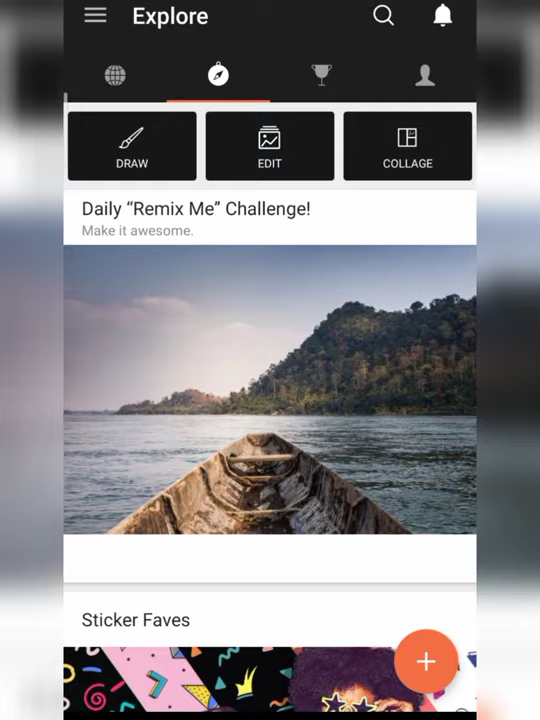 Explore
DRAW
EDIT
COLLAGE
Daily “Remix Me” Challenge!
Make it awesome.
Sticker Faves